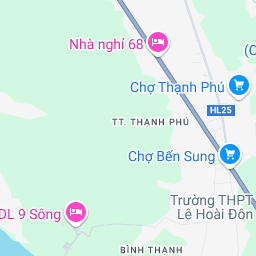 Nhà nghỉ 68
(C
Chợ Thạnh Phú
HL25
TT. THẠNH PHÚ
Chợ Bến Sung
Trường THPT
Lê Hoài Đôn
DL 9 Sông
BÌNH THẠNH